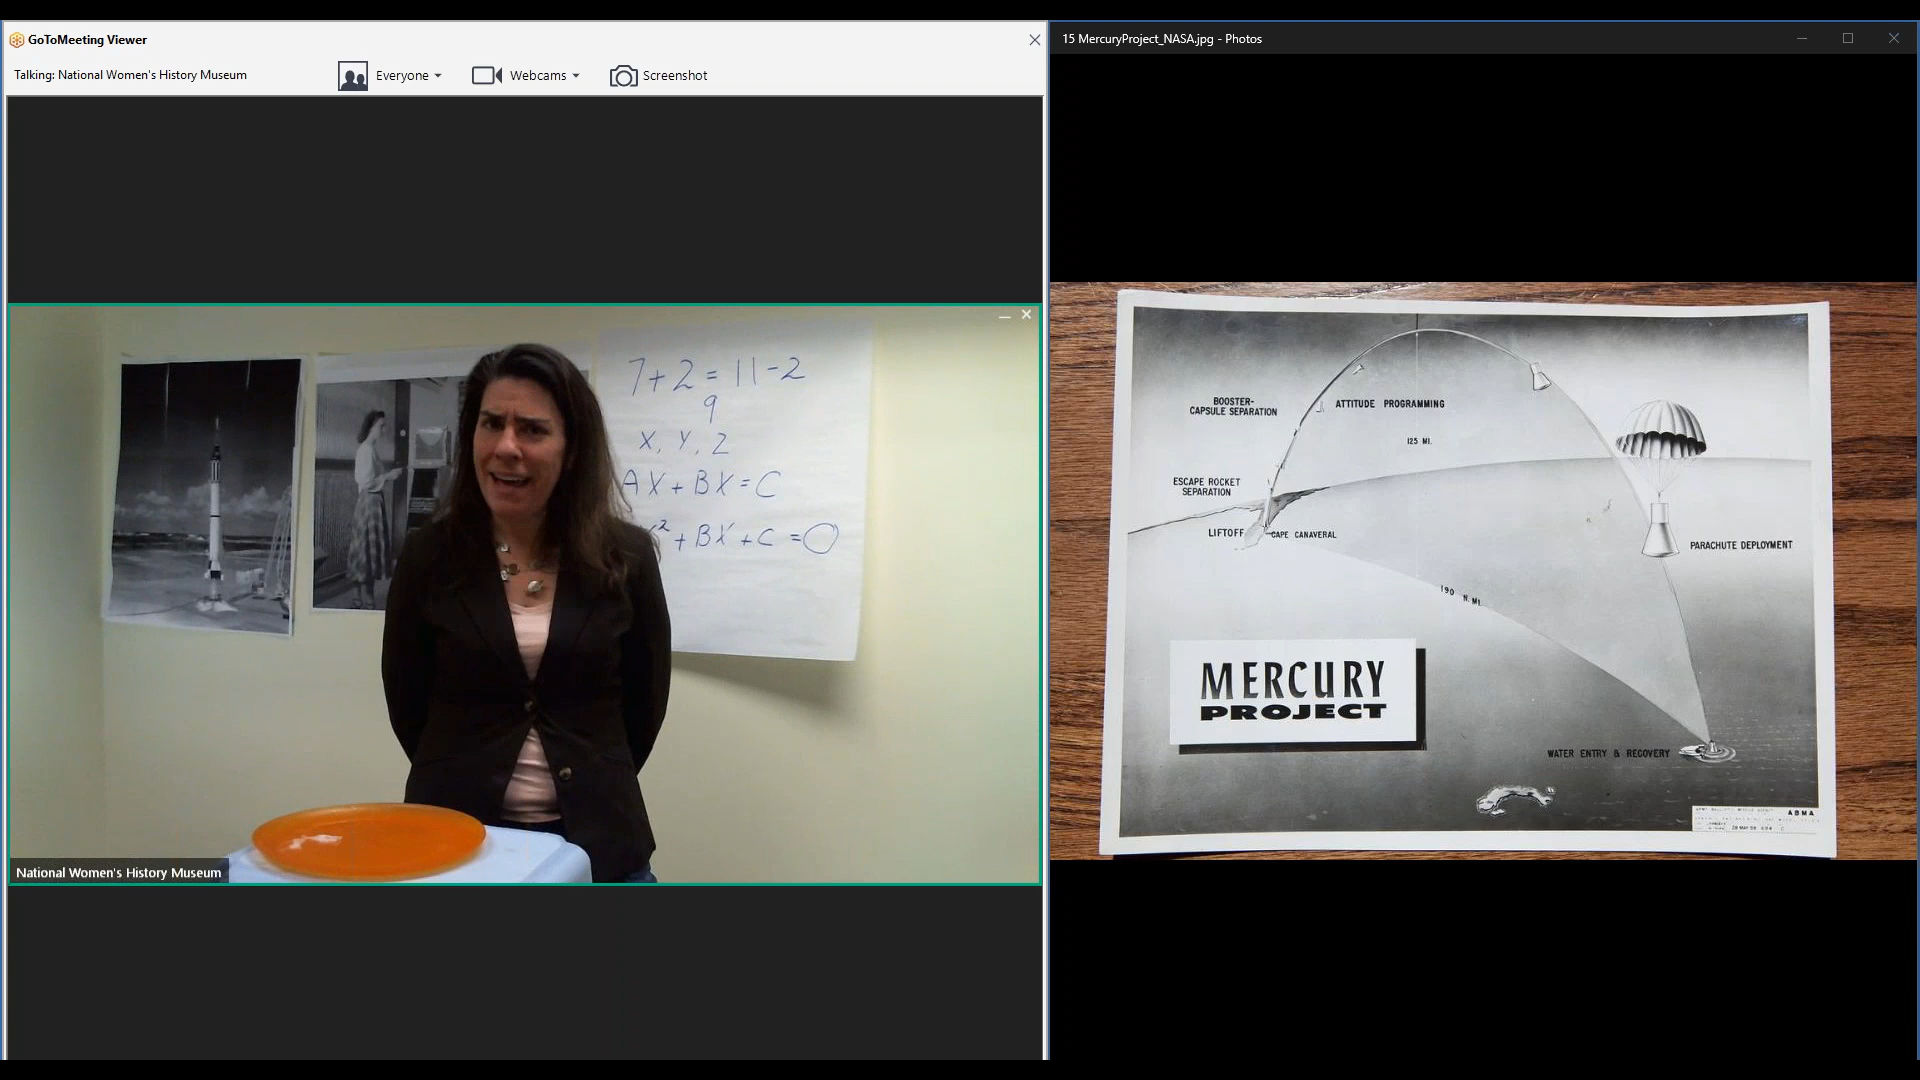 GoToMeeting Viewer
Talking: National Women's History Museum
Everyone
Webcams
Screenshot
7+2=11-2
9
X, Y, Z
AX+BX=C
+BX+C=0
National Women's History Museum
15 MercuryProject_NASA.jpg - Photos
BOOSTER-
CAPSULE SEPARATION
ATTITUDE PROGRAMMING
125 MI.
ESCAPE ROCKET
SEPARATION
LIFTOFF
CAPE CANAVERAL
PARACHUTE DEPLOYMENT
190 N. MI.
MERCURY
PROJECT
WATER ENTRY & RECOVERY
ABMA